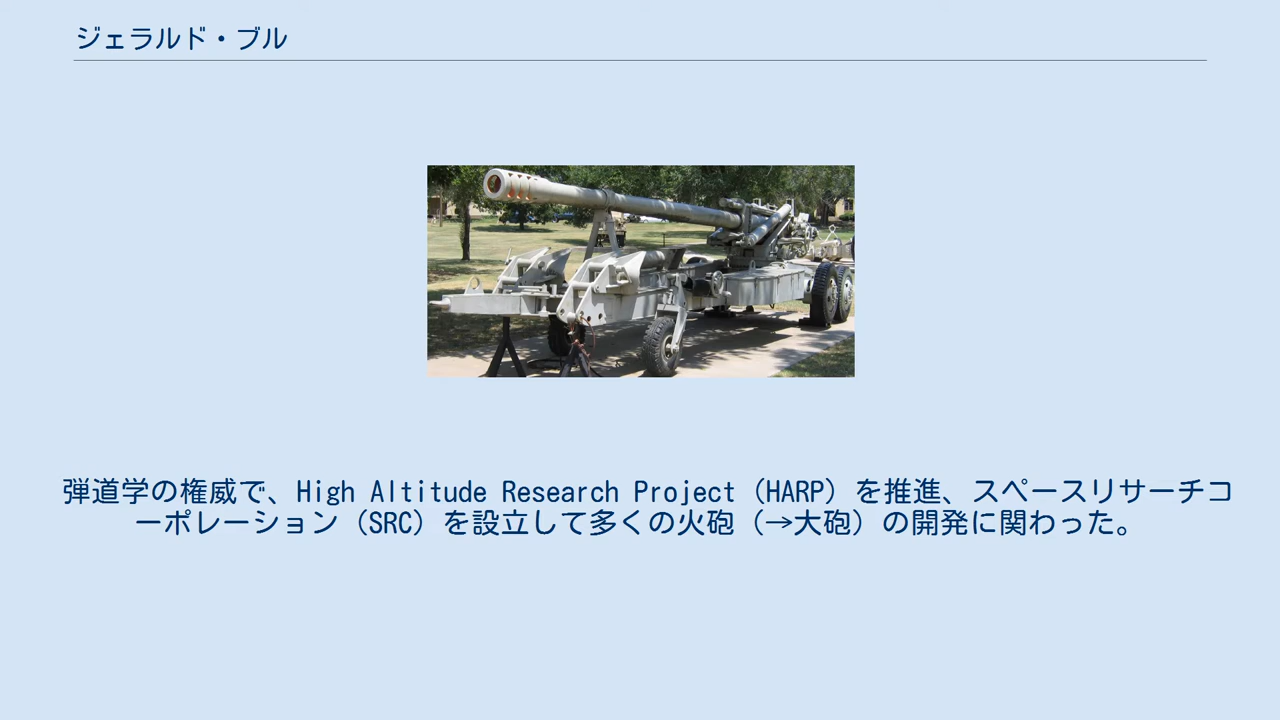 ジェラルド・ブル
弾道学の権威で、High Altitude Research Project（HARP）を推進、スペースリサーチコ
ーポレーション（SRC）を設立して多くの火砲（→大砲）の開発に関わった。